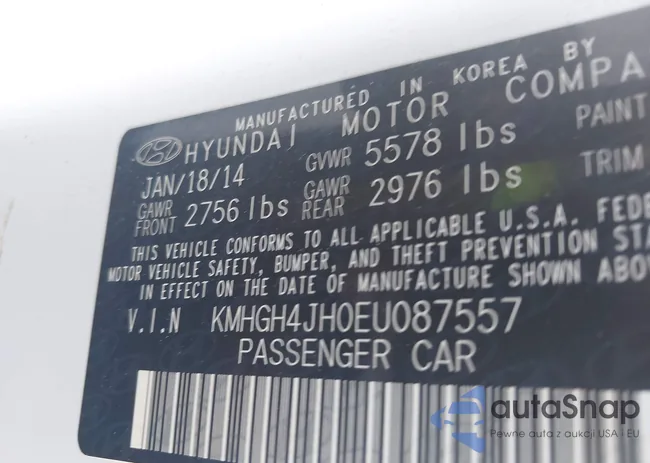 MANUFACTURED IN KOREA BY
HYUNDAI MOTOR COMPA
JAN/18/14 GVWR 5578 lbs PAINT
GAWR FRONT 2756 lbs GAWR REAR 2976 lbs TRIM
THIS VEHICLE CONFORMS TO ALL APPLICABLE U.S.A. FEDE
MOTOR VEHICLE SAFETY, BUMPER, AND THEFT PREVENTION STA
IN EFFECT ON THE DATE OF MANUFACTURE SHOWN ABO
V.I.N KMHGH4JH0EU087557
PASSENGER CAR
autaSnap
Pewne auta z aukcji USA i EU